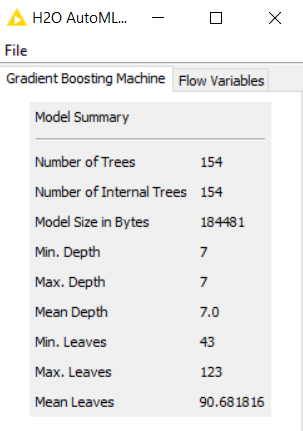 H2O AutoML...
File
Gradient Boosting Machine Flow Variables
Model Summary
Number of Trees 154
Number of Internal Trees 154
Model Size in Bytes 184481
Min. Depth 7
Max. Depth 7
Mean Depth 7.0
Min. Leaves 43
Max. Leaves 123
Mean Leaves 90.681816